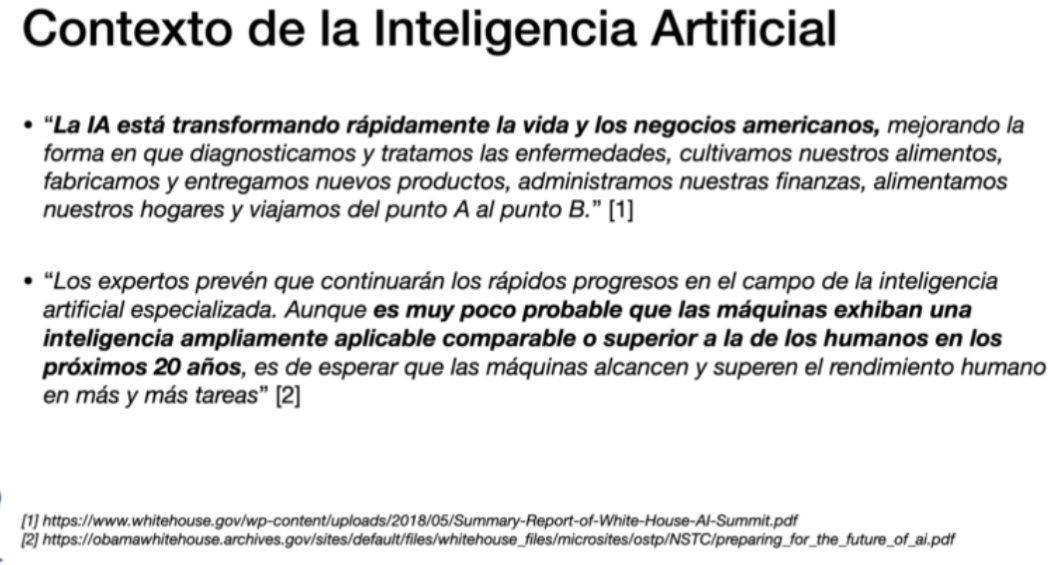 Contexto de la Inteligencia Artificial
• “La IA está transformando rápidamente la vida y los negocios americanos, mejorando la
forma en que diagnosticamos y tratamos las enfermedades, cultivamos nuestros alimentos,
fabricamos y entregamos nuevos productos, administramos nuestras finanzas, alimentamos
nuestros hogares y viajamos del punto A al punto B.” [1]
• “Los expertos prevén que continuarán los rápidos progresos en el campo de la inteligencia
artificial especializada. Aunque es muy poco probable que las máquinas exhiban una
inteligencia ampliamente aplicable comparable o superior a la de los humanos en los
próximos 20 años, es de esperar que las máquinas alcancen y superen el rendimiento humano
en más y más tareas” [2]
[1] https://www.whitehouse.gov/wp-content/uploads/2018/05/Summary-Report-of-White-House-AI-Summit.pdf
[2] https://obamawhitehouse.archives.gov/sites/default/files/whitehouse_files/microsites/ostp/NSTC/preparing_for_the_future_of_ai.pdf